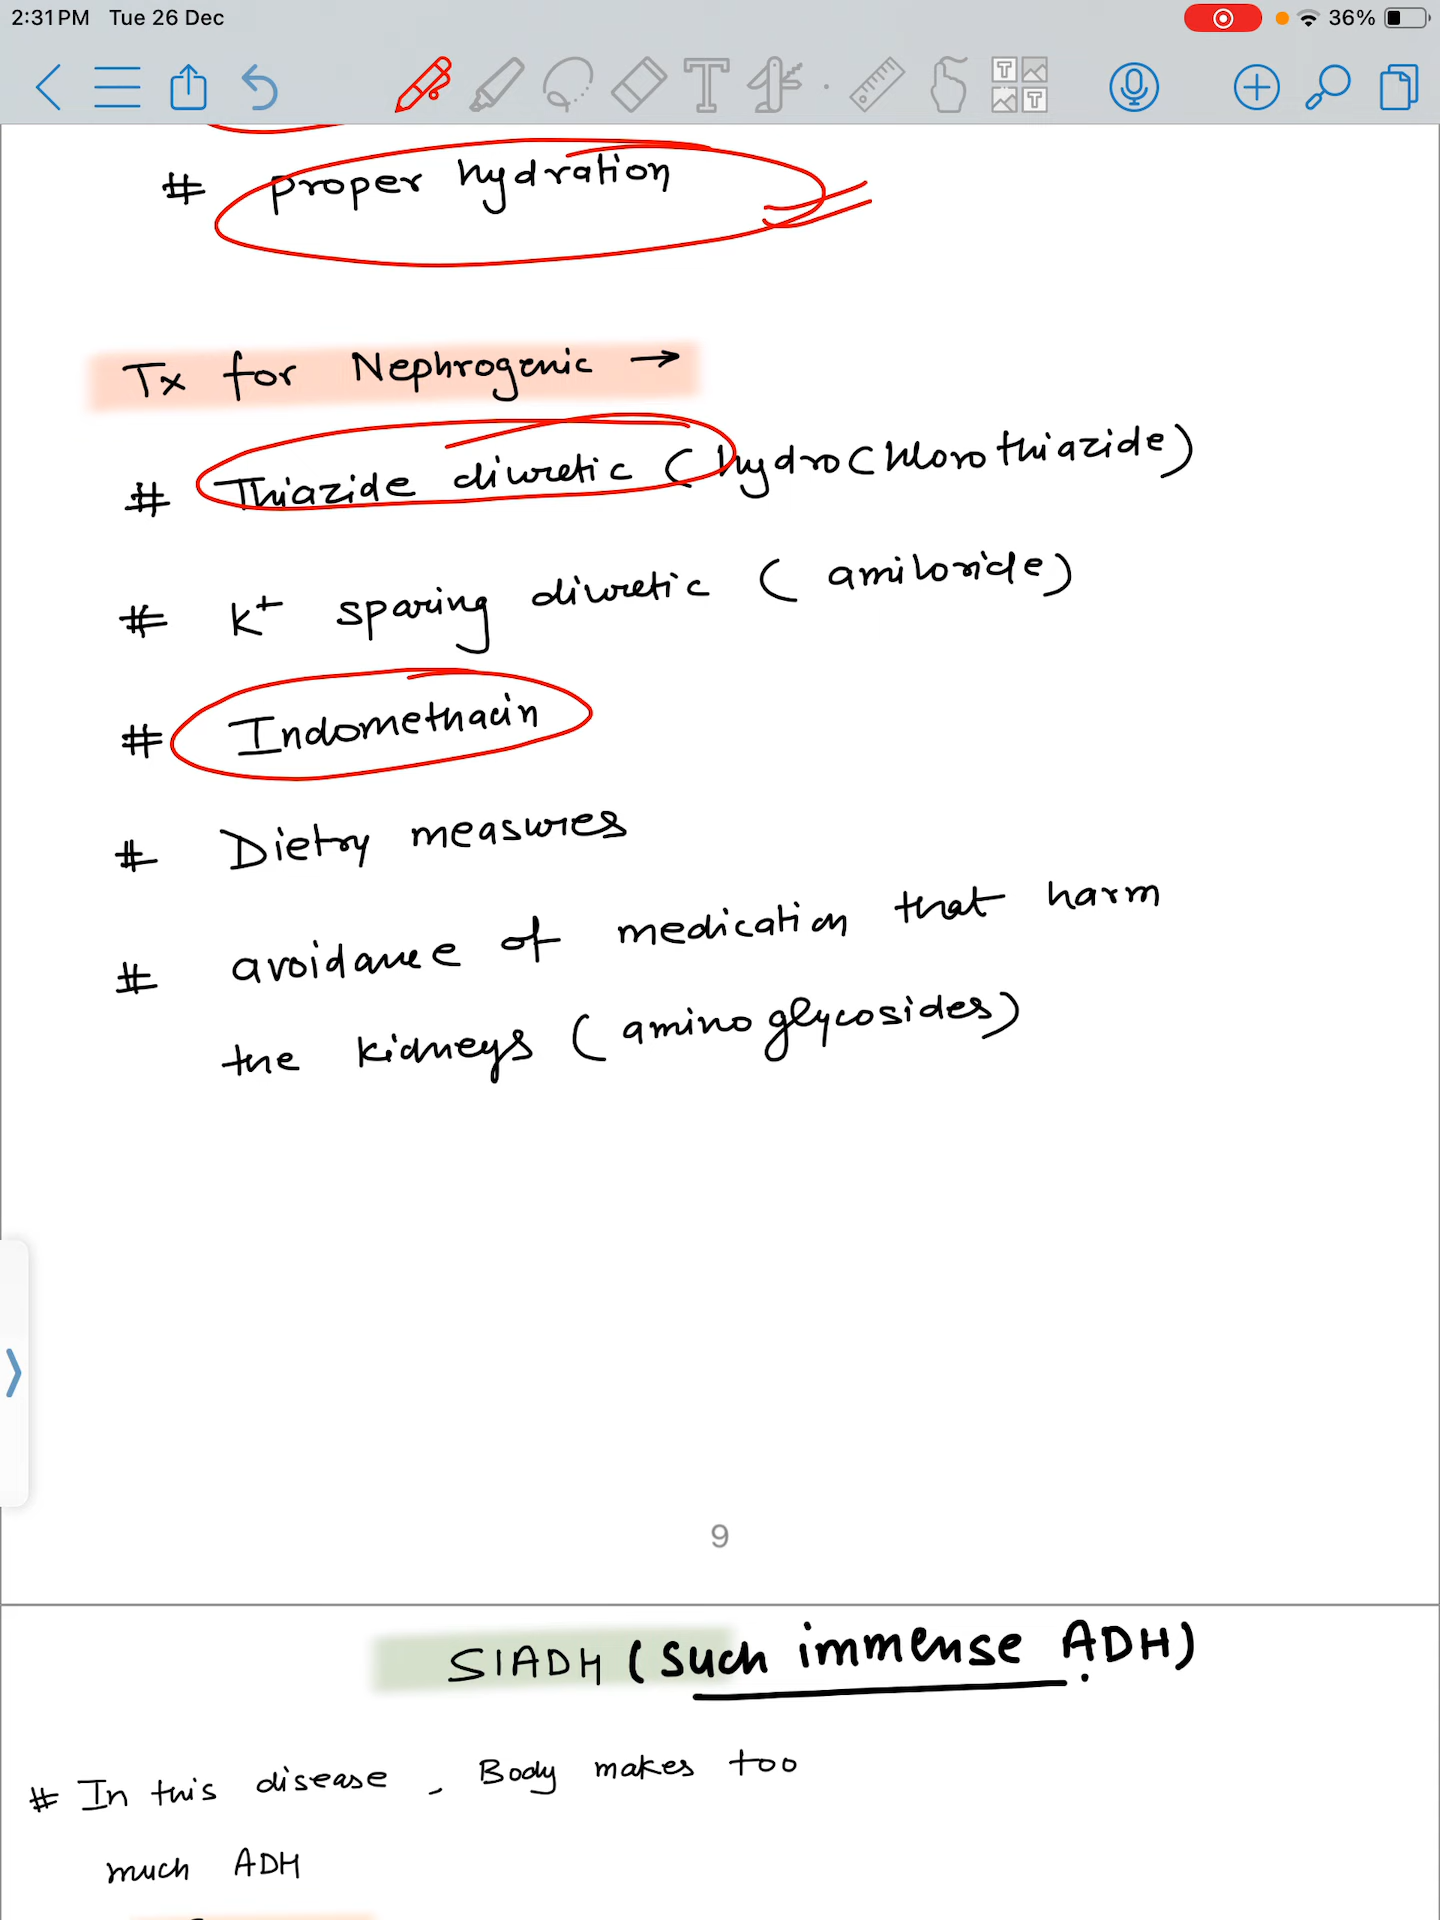 2:31 PM Tue 26 Dec
36%
# proper hydration
Tx for Nephrogenic →
# Thiazide diuretic (hydrochlorothiazide)
# K+ sparing diuretic (amiloride)
# Indomethacin
# Dietry measures
# avoidance of medication that harm
the kidneys (aminoglycosides)
9
SIADH (such immense ADH)
# In this disease, Body makes too
much ADH